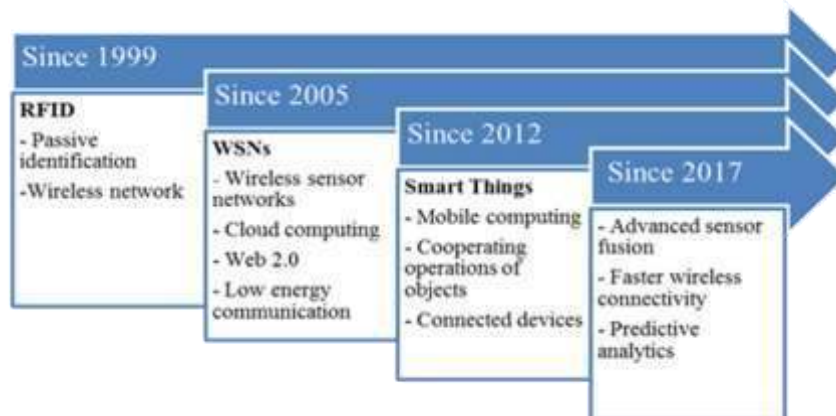 Since 1999
RFID
- Passive
identification
-Wireless network
Since 2005
WSNs
- Wireless sensor
networks
- Cloud computing
- Web 2.0
- Low energy
communication
Since 2012
Smart Things
- Mobile computing
- Cooperating
operations of
objects
- Connected devices
Since 2017
- Advanced sensor
fusion
- Faster wireless
connectivity
- Predictive
analytics